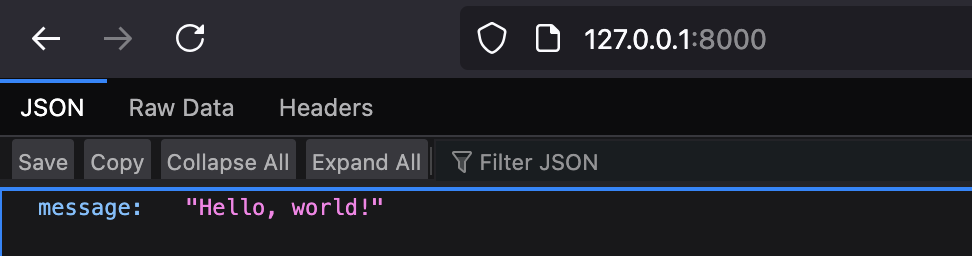 127.0.0.1:8000
JSON Raw Data Headers
Save Copy Collapse All Expand All Filter JSON
message: "Hello, world!"